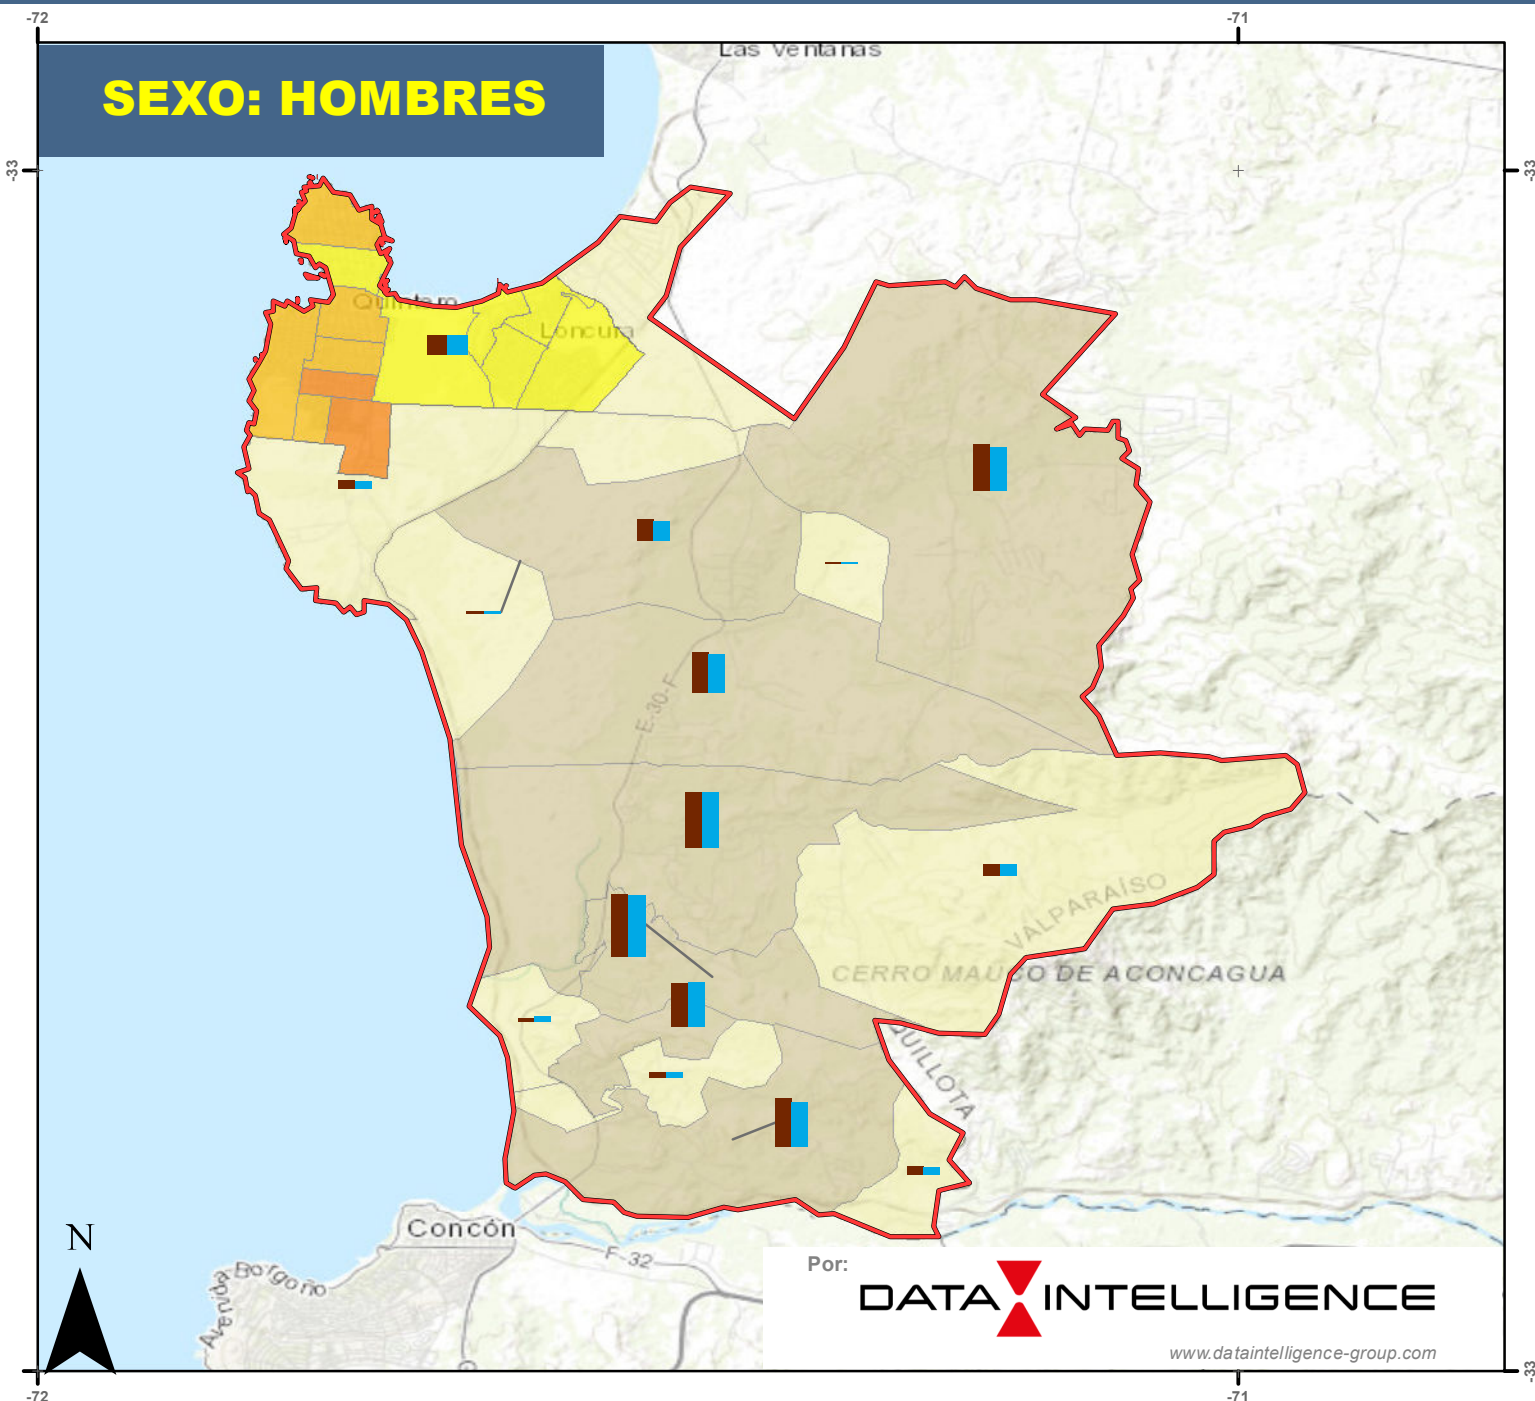 -72
-71
Las Ventanas
SEXO: HOMBRES
-33
-33
Quintero
Loncura
E-30-F
VALPARAÍSO
CERRO MAUCO DE ACONCAGUA
QUILLOTA
Concón
N
F-32
Avenida Borgoño
Por:
DATA INTELLIGENCE
www.dataintelligence-group.com
-33
-72
-71